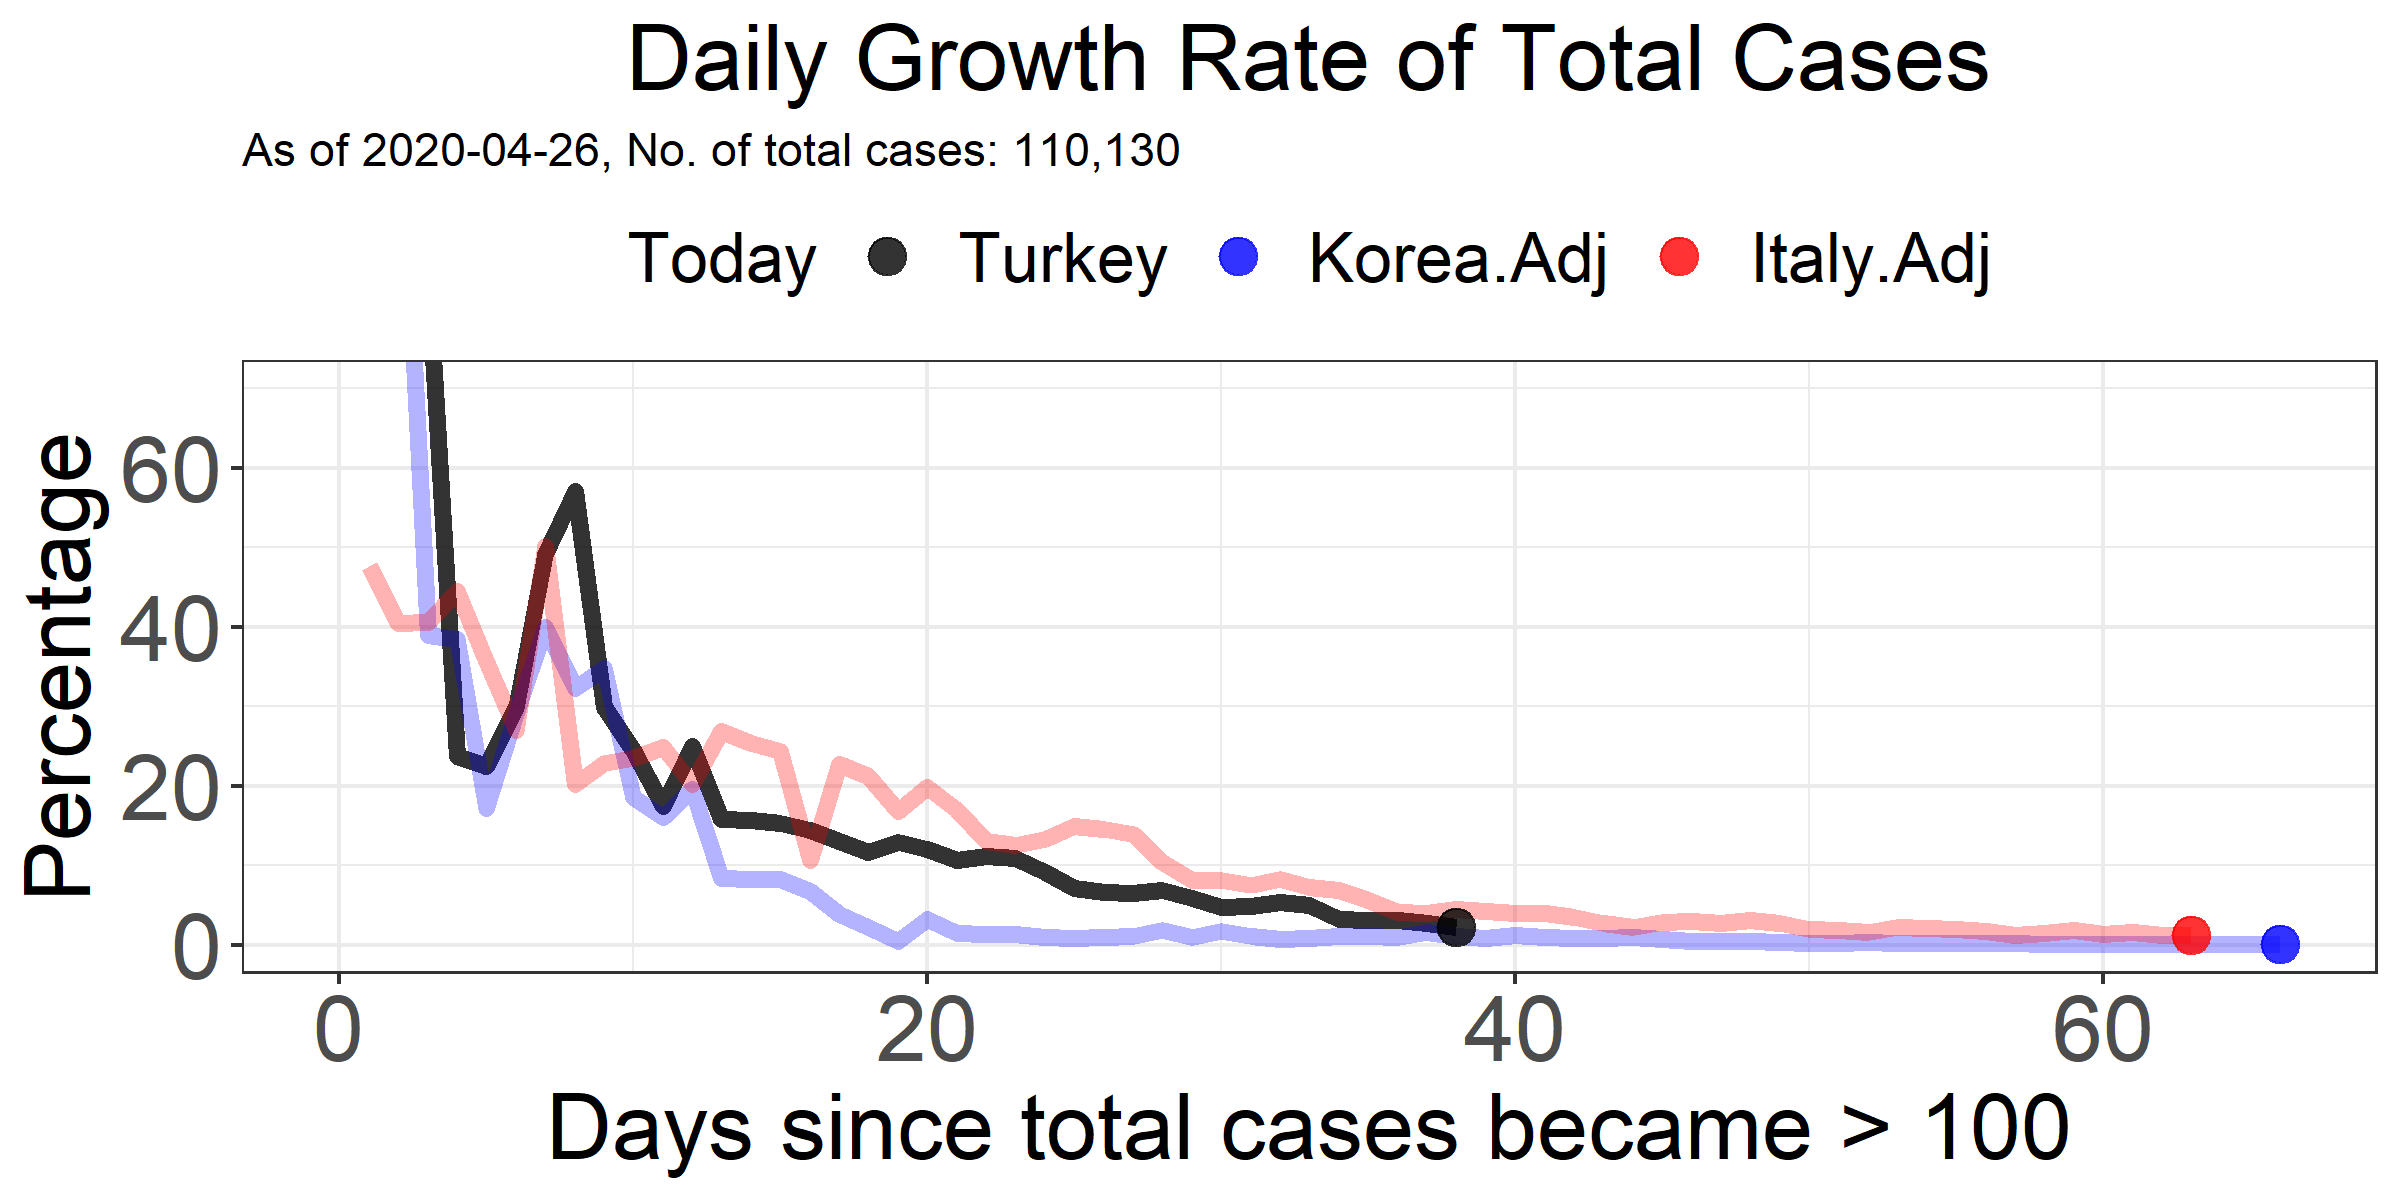 Daily Growth Rate of Total Cases
As of 2020-04-26, No. of total cases: 110,130
Today Turkey Korea.Adj Italy.Adj
Percentage
60
40
20
0
0 20 40 60
Days since total cases became > 100